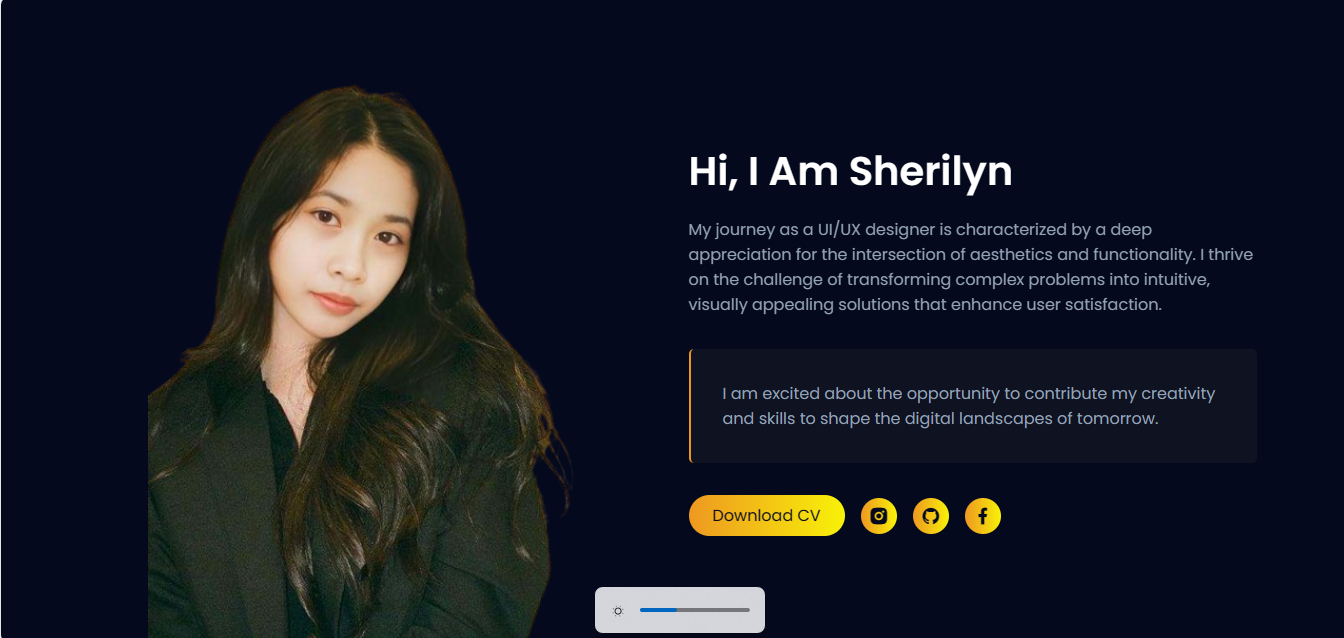 Hi, I Am Sherilyn
My journey as a UI/UX designer is characterized by a deep
appreciation for the intersection of aesthetics and functionality. I thrive
on the challenge of transforming complex problems into intuitive,
visually appealing solutions that enhance user satisfaction.
I am excited about the opportunity to contribute my creativity
and skills to shape the digital landscapes of tomorrow.
Download CV